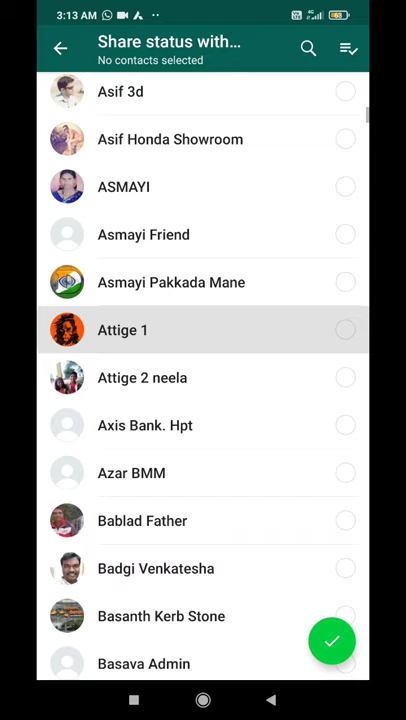 3:13 AM
63
Share status with...
No contacts selected
Asif 3d
Asif Honda Showroom
ASMAYI
Asmayi Friend
Asmayi Pakkada Mane
Attige 1
Attige 2 neela
Axis Bank. Hpt
Azar BMM
Bablad Father
Badgi Venkatesha
Basanth Kerb Stone
Basava Admin